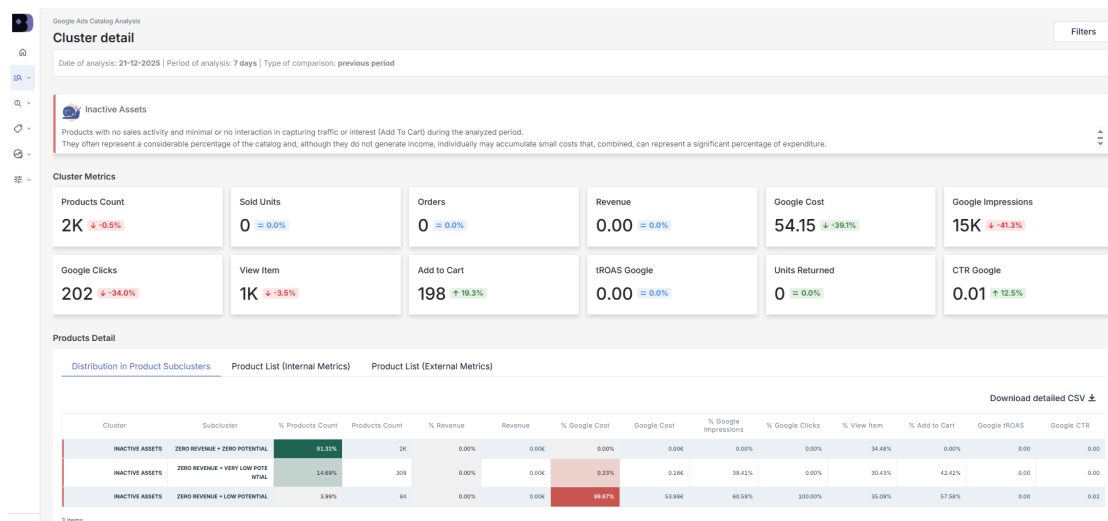 Google Ads Catalog Analysis
Cluster detail
Filters
Date of analysis: 21-12-2025 | Period of analysis: 7 days | Type of comparison: previous period
Inactive Assets
Products with no sales activity and minimal or no interaction in capturing traffic or interest (Add To Cart) during the analyzed period.
They often represent a considerable percentage of the catalog and, although they do not generate income, individually may accumulate small costs that, combined, can represent a significant percentage of expenditure.
Cluster Metrics
Products Count Sold Units Orders Revenue Google Cost Google Impressions
2K ↓ -0.5% 0 = 0.0% 0 = 0.0% 0.00 = 0.0% 54.15 ↓ -39.1% 15K ↓ -41.3%
Google Clicks View Item Add to Cart tROAS Google Units Returned CTR Google
202 ↓ -34.0% 1K ↓ -3.5% 198 ↑ 19.3% 0.00 = 0.0% 0 = 0.0% 0.01 ↑ 12.5%
Products Detail
Distribution in Product Subclusters Product List (Internal Metrics) Product List (External Metrics)
Download detailed CSV
Cluster Subcluster % Products Count Products Count % Revenue Revenue % Google Cost Google Cost % Google Impressions % Google Clicks % View Item % Add to Cart Google tROAS Google CTR
INACTIVE ASSETS ZERO REVENUE + ZERO POTENTIAL 81.32% 2K 0.00% 0.00€ 0.00% 0.00€ 0.00% 0.00% 34.48% 0.00% 0.00 0.00
INACTIVE ASSETS ZERO REVENUE + VERY LOW POTE
NTIAL 14.69% 309 0.00% 0.00€ 0.33% 0.18€ 39.41% 0.00% 30.43% 42.42% 0.00 0.00
INACTIVE ASSETS ZERO REVENUE + LOW POTENTIAL 3.99% 84 0.00% 0.00€ 99.67% 53.98€ 60.59% 100.00% 35.09% 57.58% 0.00 0.02
3 items